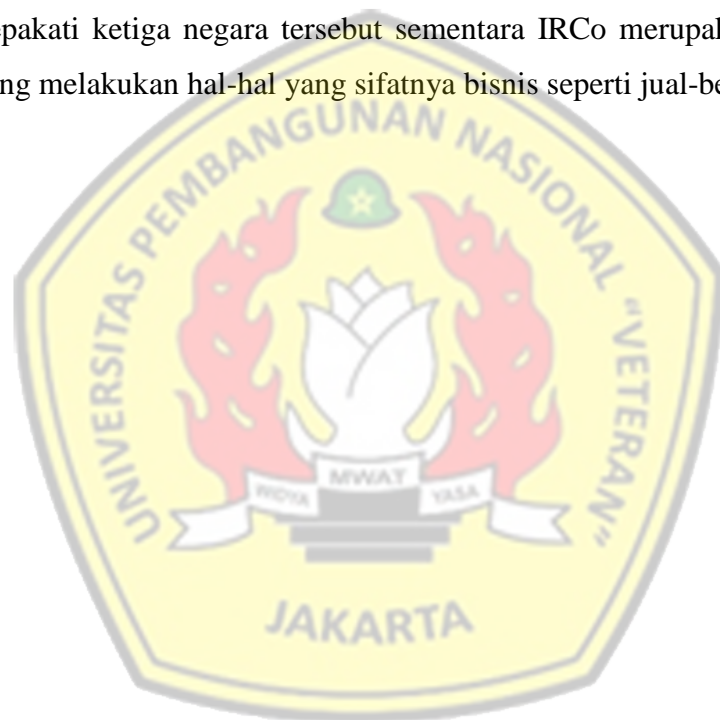 epakati ketiga negara tersebut sementara IRCo merupak
ng melakukan hal-hal yang sifatnya bisnis seperti jual-be
UNIVERSITAS PEMBANGUNAN NASIONAL "VETERAN"
WIDYA MWAT YASA
JAKARTA